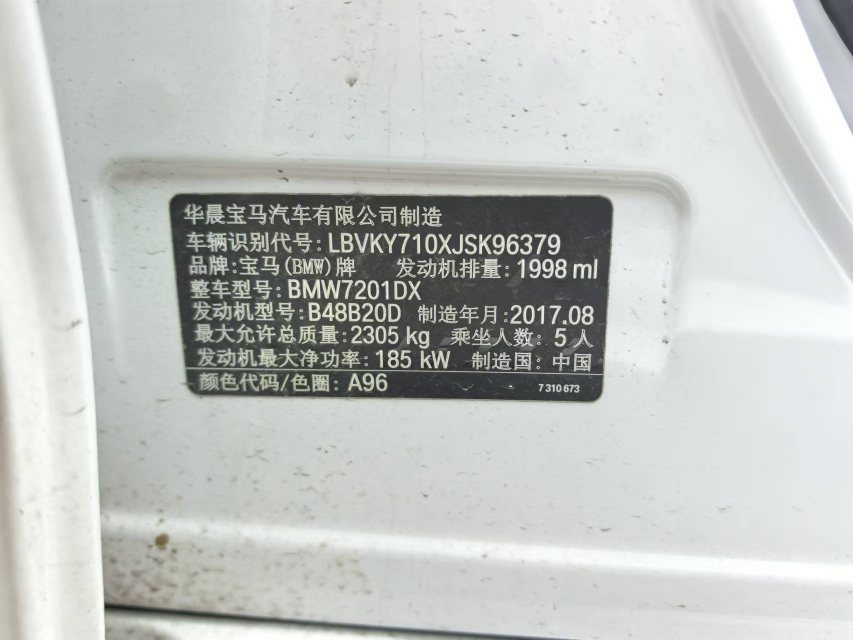 华晨宝马汽车有限公司制造
车辆识别代号: LBVKY710XJSK96379
品牌: 宝马(BMW)牌 发动机排量: 1998 ml
整车型号: BMW7201DX
发动机型号: B48B20D 制造年月: 2017.08
最大允许总质量: 2305 kg 乘坐人数: 5 人
发动机最大净功率: 185 kW 制造国: 中国
颜色代码/色圈: A96 7 310 673